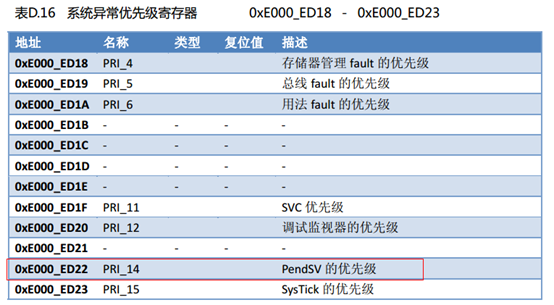 表D.16 系统异常优先级寄存器 0xE000_ED18 - 0xE000_ED23
地址 名称 类型 复位值 描述
0xE000_ED18 PRI_4 存储器管理 fault 的优先级
0xE000_ED19 PRI_5 总线 fault 的优先级
0xE000_ED1A PRI_6 用法 fault 的优先级
0xE000_ED1B - - - -
0xE000_ED1C - - - -
0xE000_ED1D - - - -
0xE000_ED1E - - - -
0xE000_ED1F PRI_11 SVC 优先级
0xE000_ED20 PRI_12 调试监视器的优先级
0xE000_ED21 - - - -
0xE000_ED22 PRI_14 PendSV 的优先级
0xE000_ED23 PRI_15 SysTick 的优先级